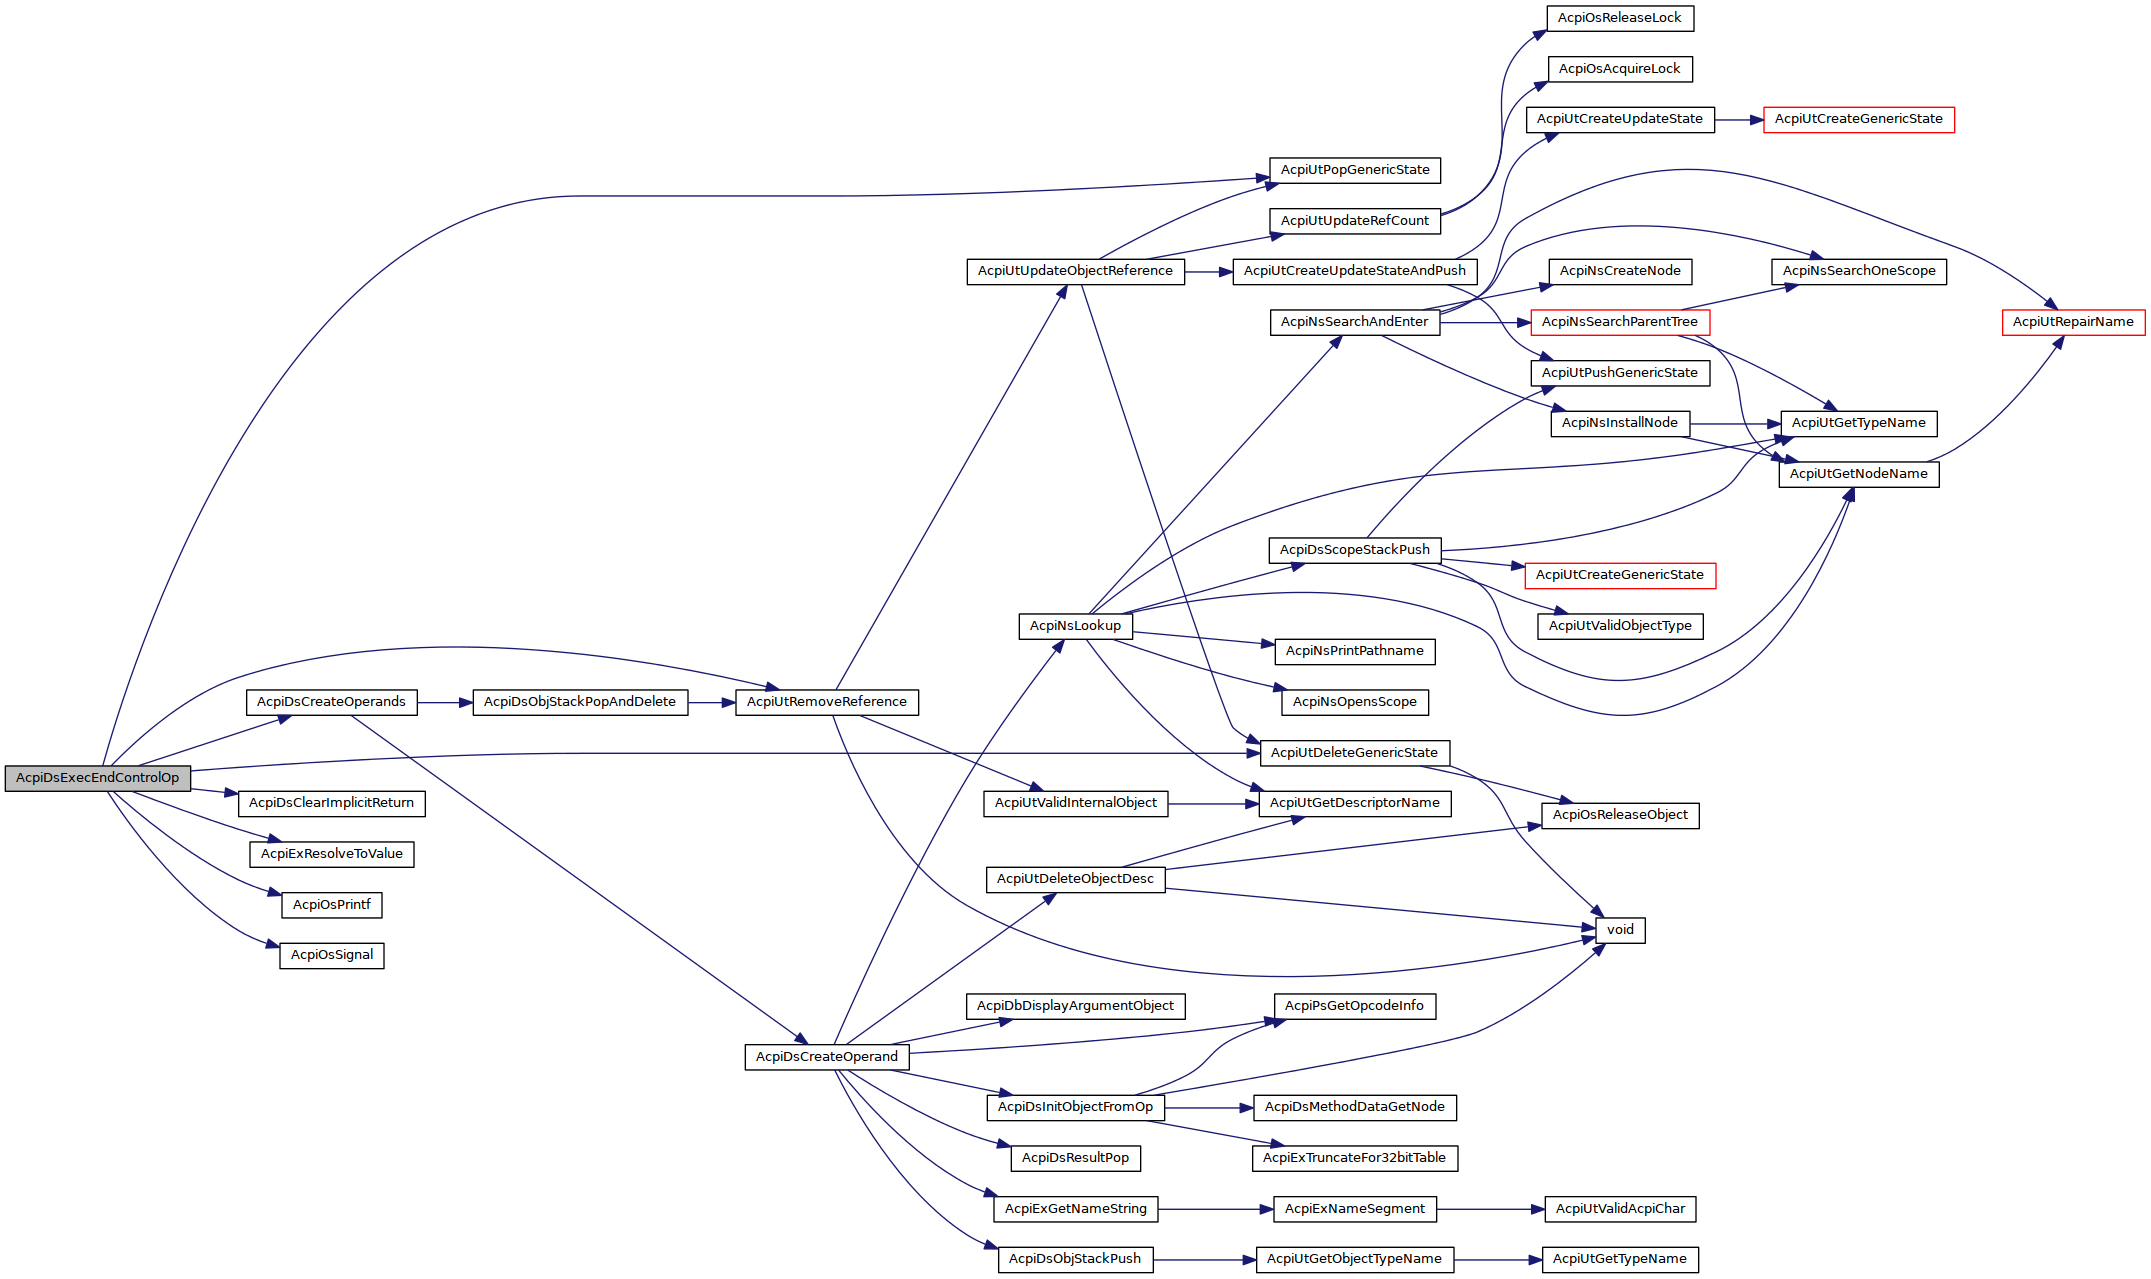 AcpiOsReleaseLock
AcpiOsAcquireLock
AcpiUtCreateUpdateState
AcpiUtCreateGenericState
AcpiUtPopGenericState
AcpiUtUpdateRefCount
AcpiUtUpdateObjectReference
AcpiUtCreateUpdateStateAndPush
AcpiNsCreateNode
AcpiNsSearchOneScope
AcpiNsSearchAndEnter
AcpiNsSearchParentTree
AcpiUtRepairName
AcpiUtPushGenericState
AcpiNsInstallNode
AcpiUtGetTypeName
AcpiUtGetNodeName
AcpiDsScopeStackPush
AcpiUtCreateGenericState
AcpiNsLookup
AcpiUtValidObjectType
AcpiNsPrintPathname
AcpiDsCreateOperands
AcpiDsObjStackPopAndDelete
AcpiUtRemoveReference
AcpiNsOpensScope
AcpiUtDeleteGenericState
AcpiDsExecEndControlOp
AcpiDsClearImplicitReturn
AcpiUtValidInternalObject
AcpiUtGetDescriptorName
AcpiOsReleaseObject
AcpiExResolveToValue
AcpiUtDeleteObjectDesc
AcpiOsPrintf
void
AcpiOsSignal
AcpiDbDisplayArgumentObject
AcpiPsGetOpcodeInfo
AcpiDsCreateOperand
AcpiDsInitObjectFromOp
AcpiDsMethodDataGetNode
AcpiDsResultPop
AcpiExTruncateFor32bitTable
AcpiExGetNameString
AcpiExNameSegment
AcpiUtValidAcpiChar
AcpiDsObjStackPush
AcpiUtGetObjectTypeName
AcpiUtGetTypeName